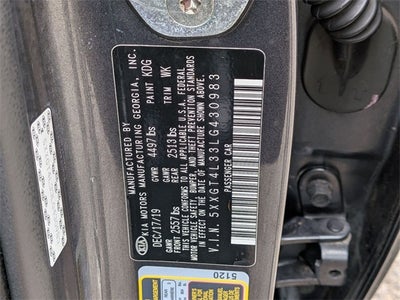 MANUFACTURED BY
KIA KIA MOTORS MANUFACTURING GEORGIA, INC.
DEC/17/19 GVWR 4497 lbs PAINT KDG
GAWR FRONT 2557 lbs GAWR REAR 2513 lbs TRIM WK
THIS VEHICLE CONFORMS TO ALL APPLICABLE U.S.A. FEDERAL
MOTOR VEHICLE SAFETY, BUMPER, AND THEFT PREVENTION STANDARDS
IN EFFECT ON THE DATE OF MANUFACTURE SHOWN ABOVE.
V.I.N. 5XXGT4L33LG430983
PASSENGER CAR
5120